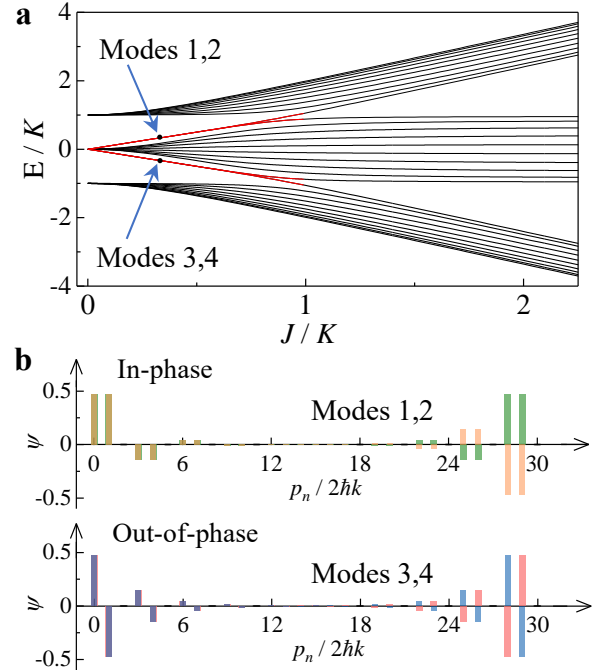 a
4
Modes 1,2
2
E / K
0
-2
Modes 3,4
-4
0
1
2
J / K
b
In-phase
0.5
Modes 1,2
ψ
0
0
6
12
18
24
30
pₙ / 2ħk
-0.5
Out-of-phase
0.5
Modes 3,4
ψ
0
0
6
12
18
24
30
pₙ / 2ħk
-0.5